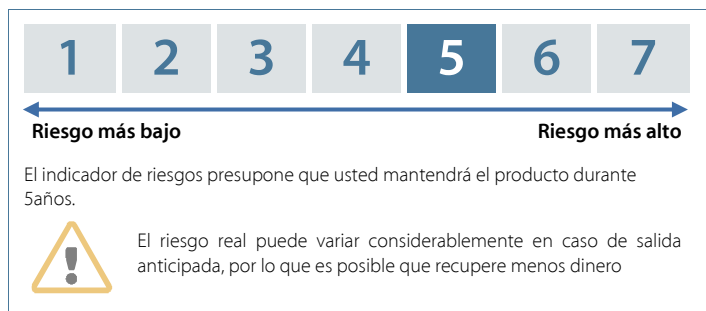 1 2 3 4 5 6 7
Riesgo más bajo Riesgo más alto
El indicador de riesgos presupone que usted mantendrá el producto durante
5años.
El riesgo real puede variar considerablemente en caso de salida
anticipada, por lo que es posible que recupere menos dinero